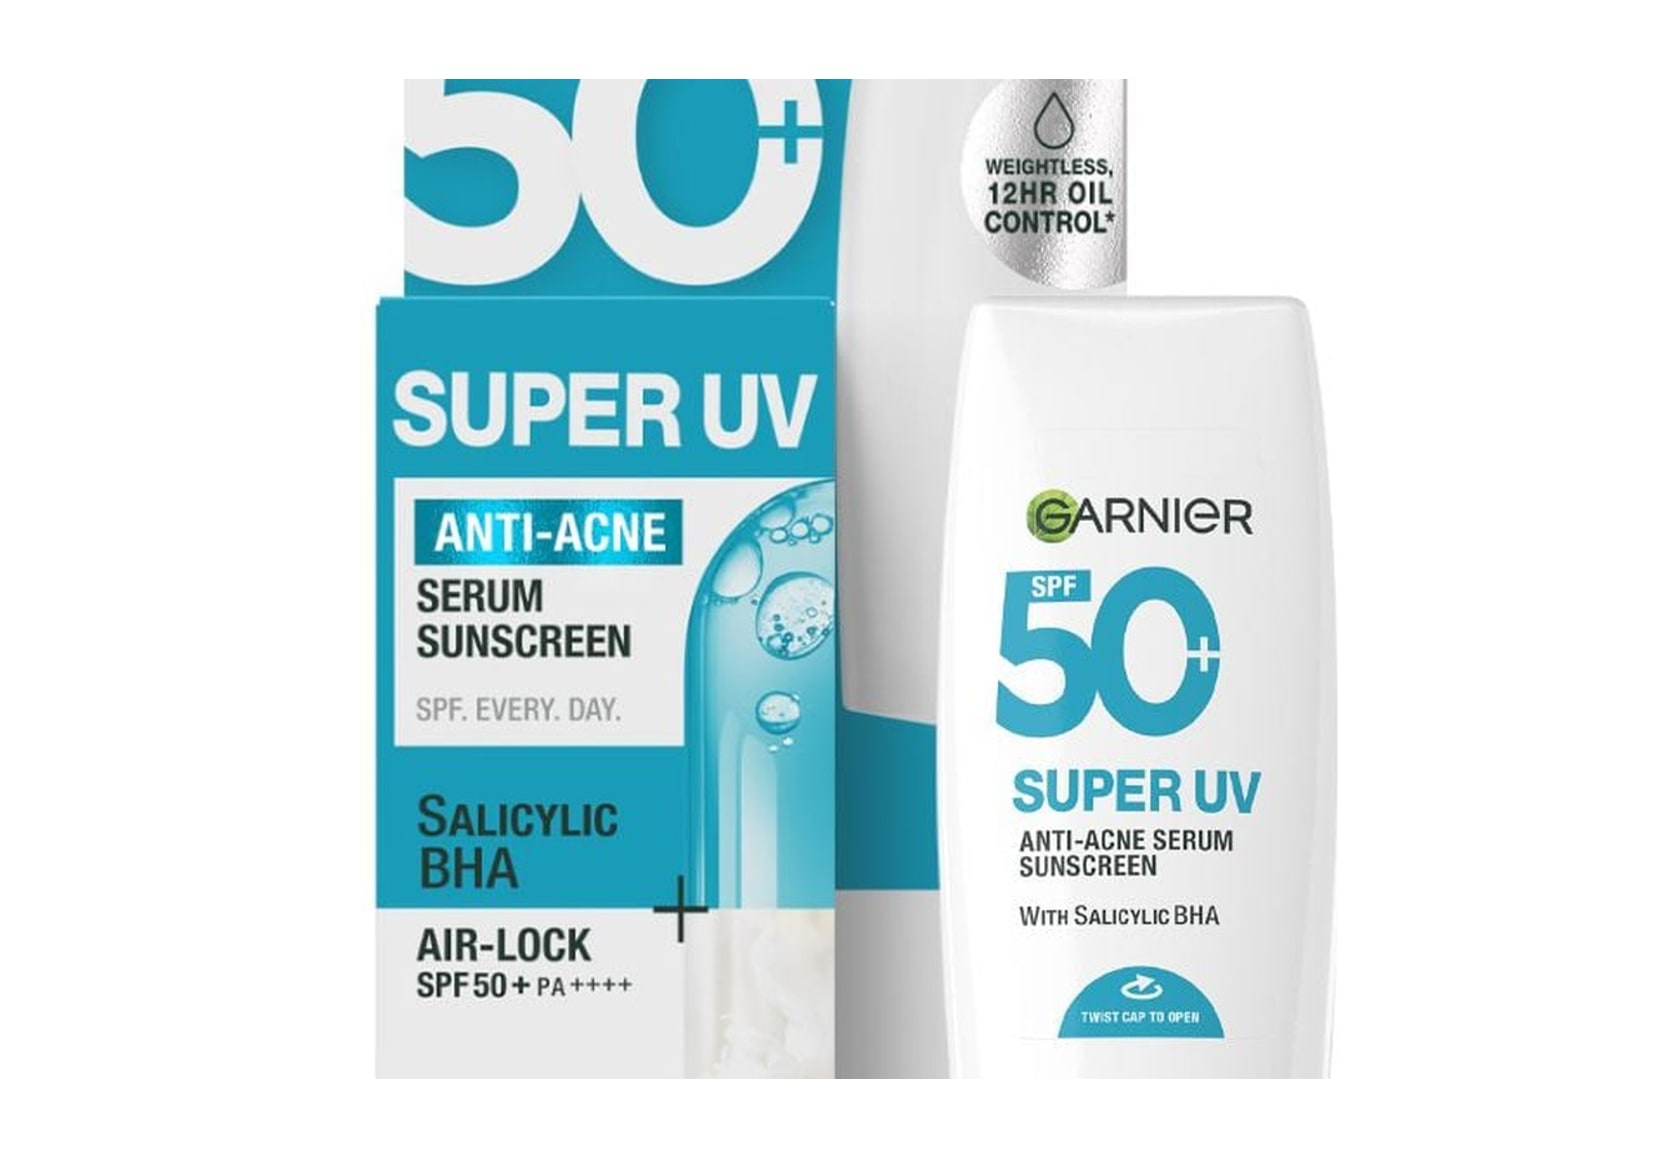 50+
WEIGHTLESS,
12HR OIL
CONTROL*
SUPER UV
ANTI-ACNE
SERUM
SUNSCREEN
SPF. EVERY. DAY.
SALICYLIC
BHA
+
AIR-LOCK
SPF 50+ PA++++
GARNIER
SPF
50+
SUPER UV
ANTI-ACNE SERUM
SUNSCREEN
WITH SALICYLIC BHA
TWIST CAP TO OPEN